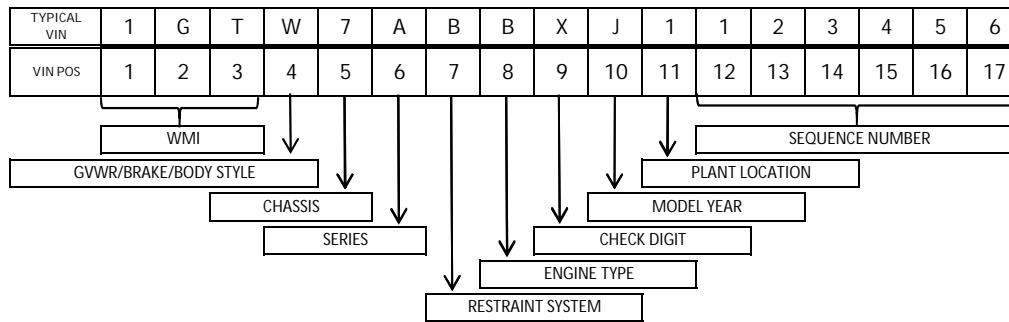 TYPICAL VIN 1 G T W 7 A B B X J 1 1 2 3 4 5 6
VIN POS 1 2 3 4 5 6 7 8 9 10 11 12 13 14 15 16 17
WMI SEQUENCE NUMBER
GVWR/BRAKE/BODY STYLE PLANT LOCATION
CHASSIS MODEL YEAR
SERIES CHECK DIGIT
ENGINE TYPE
RESTRAINT SYSTEM